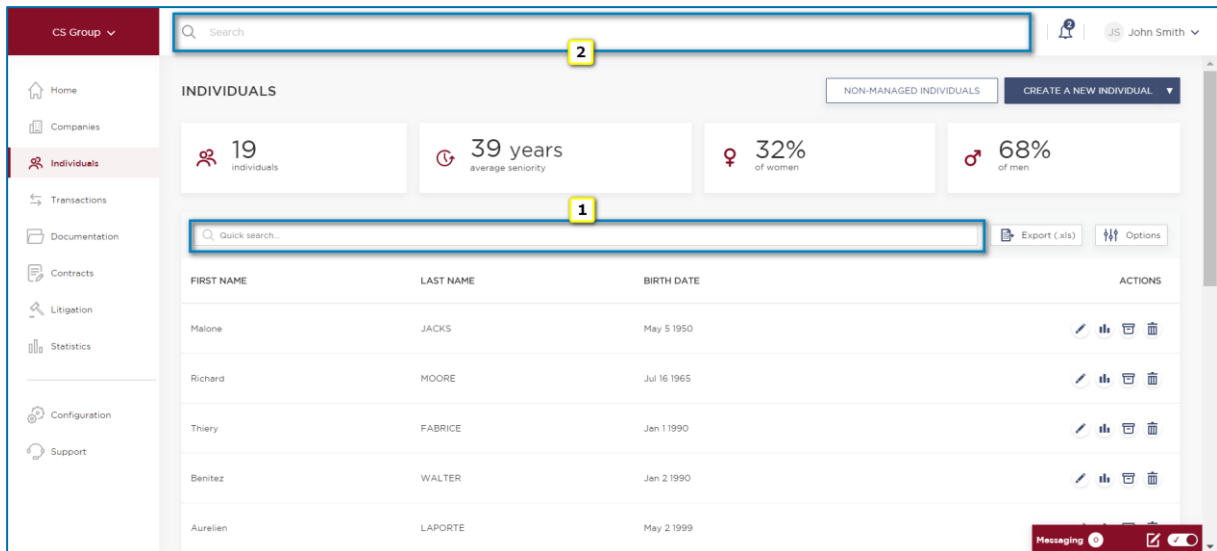 CS Group
Search
2
JS John Smith
2
Home
INDIVIDUALS
NON-MANAGED INDIVIDUALS
CREATE A NEW INDIVIDUAL
Companies
Individuals
19
individuals
39 years
average seniority
32%
of women
68%
of men
Transactions
1
Documentation
Quick search...
Export (.xls)
Options
Contracts
FIRST NAME LAST NAME BIRTH DATE ACTIONS
Litigation
Malone JACKS May 5 1950
Statistics
Richard MOORE Jul 16 1965
Configuration
Thiery FABRICE Jan 1 1990
Support
Benitez WALTER Jan 2 1990
Aurelien LAPORTE May 2 1999
Messaging 0